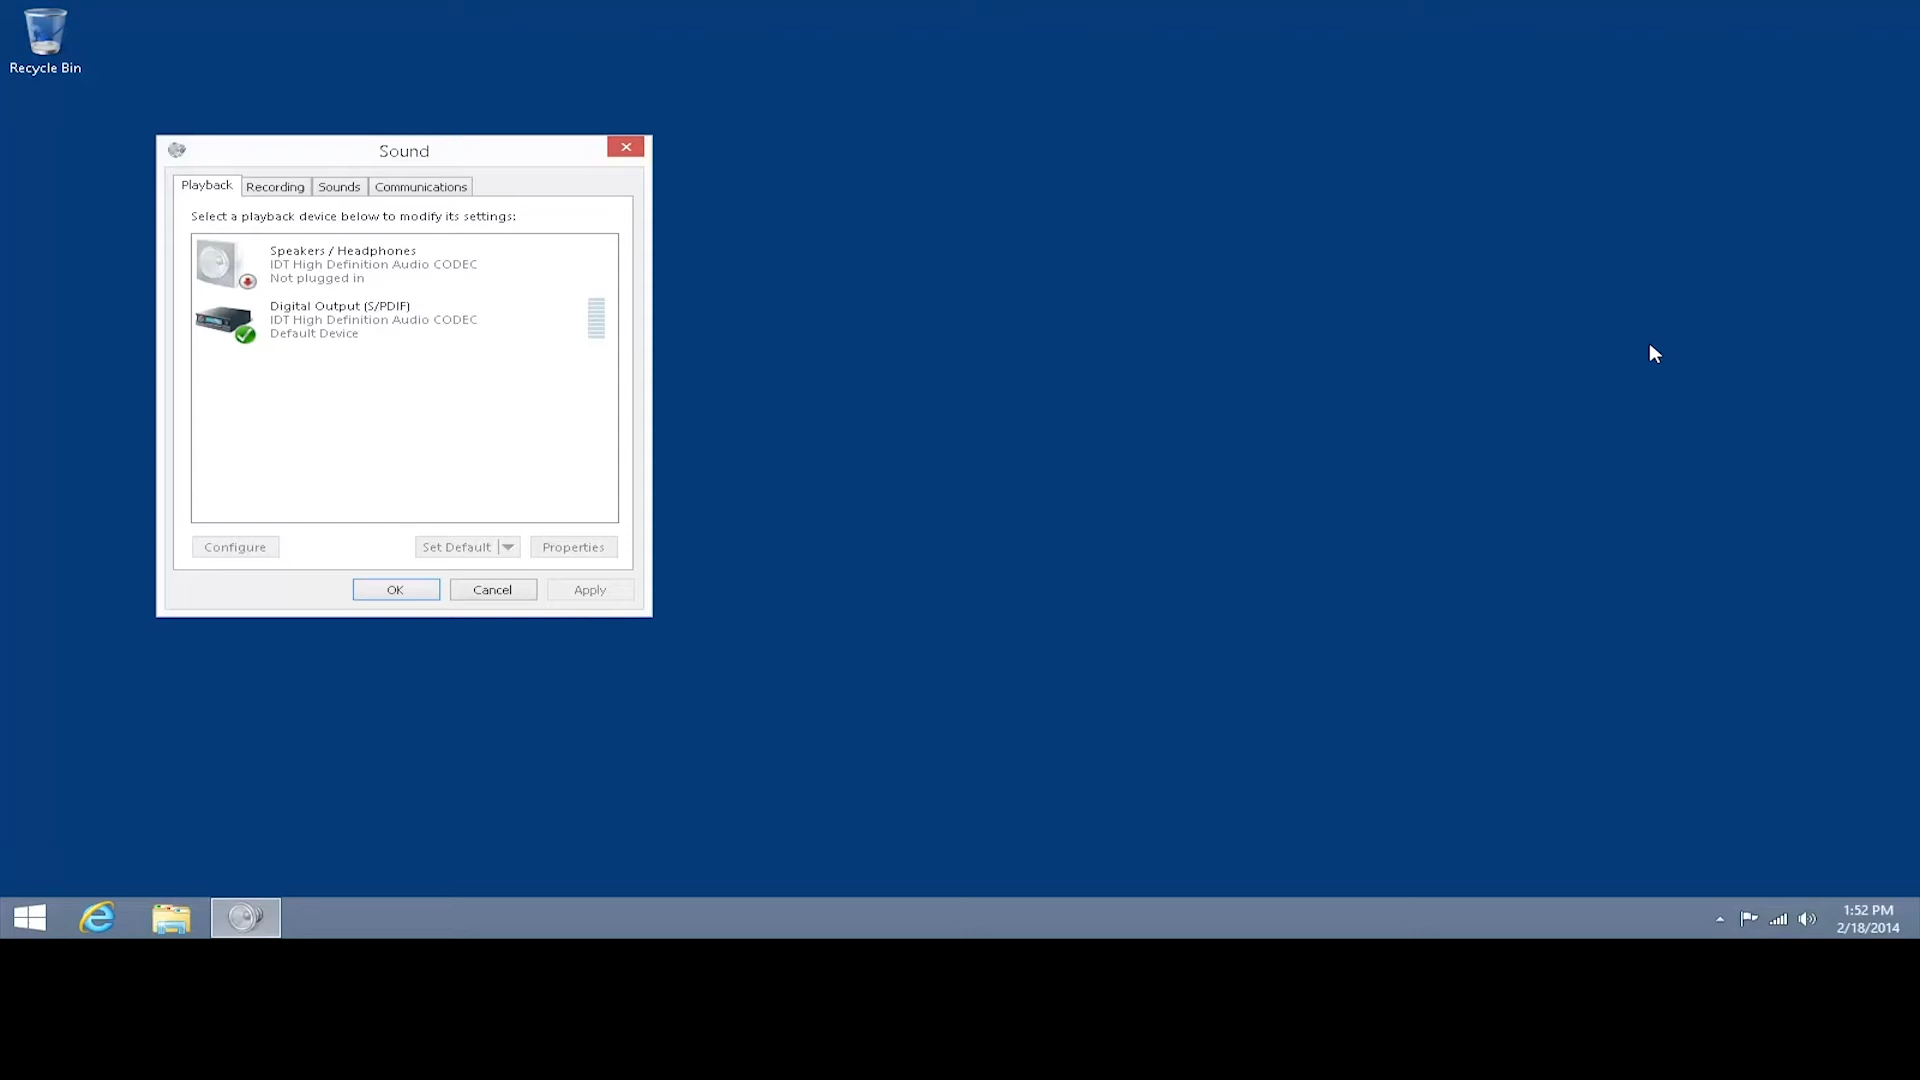 Recycle Bin
Sound
Playback
Recording
Sounds
Communications
Select a playback device below to modify its settings:
Speakers / Headphones
IDT High Definition Audio CODEC
Not plugged in
Digital Output (S/PDIF)
IDT High Definition Audio CODEC
Default Device
Configure
Set Default
Properties
OK
Cancel
Apply
1:52 PM
2/18/2014